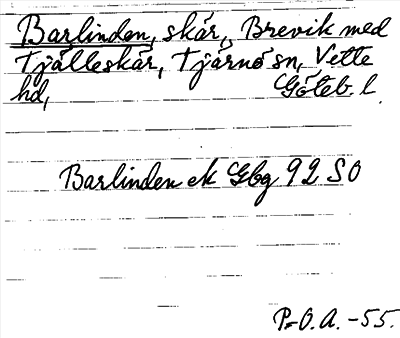 Barlinden, skär, Brevik med
Tjälleskär, Tjärnö sn, Vette
hd, Göteb. l.
Barlinden ek Gbg 92 SO
P.O.A. -55.